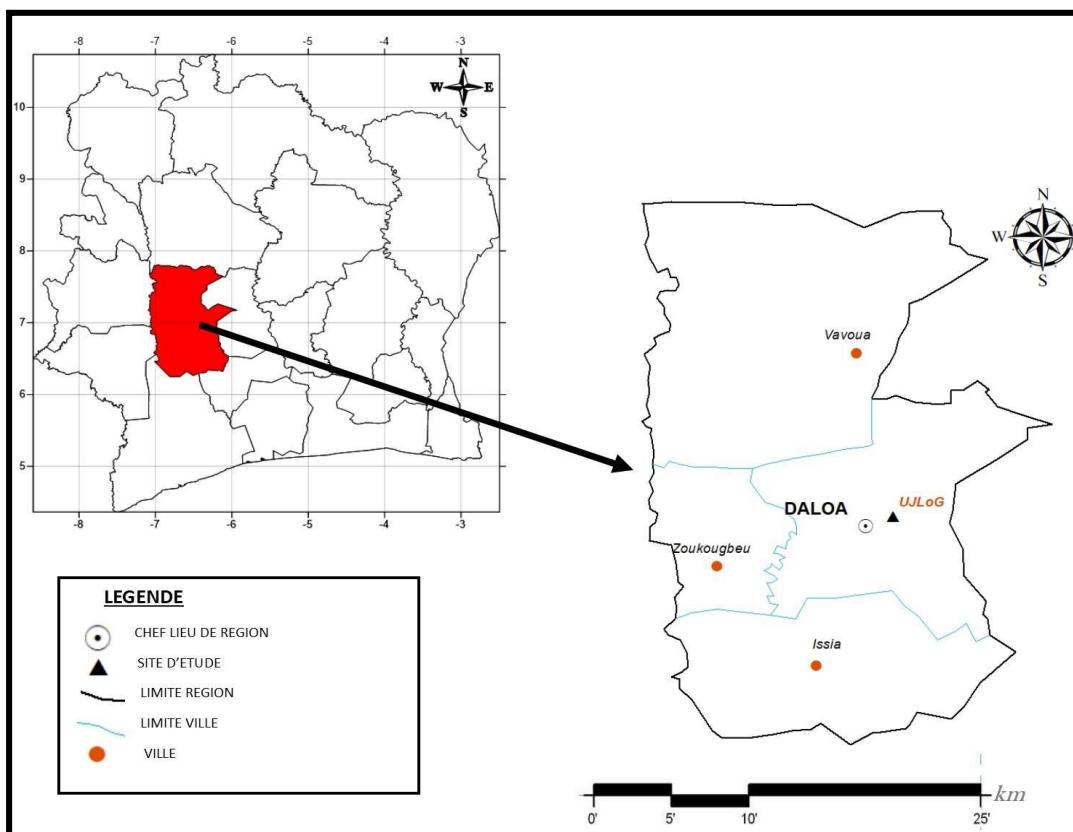 -8 -7 -6 -5 -4 -3
N
W E
S
10
9
8
7
6
5
-8 -7 -6 -5 -4 -3
N
W
S
Vavoua
DALOA
UJLoG
Zoukougbeu
Issia
LEGENDE
CHEF LIEU DE REGION
SITE D'ETUDE
LIMITE REGION
LIMITE VILLE
VILLE
km
0' 5' 10' 25'